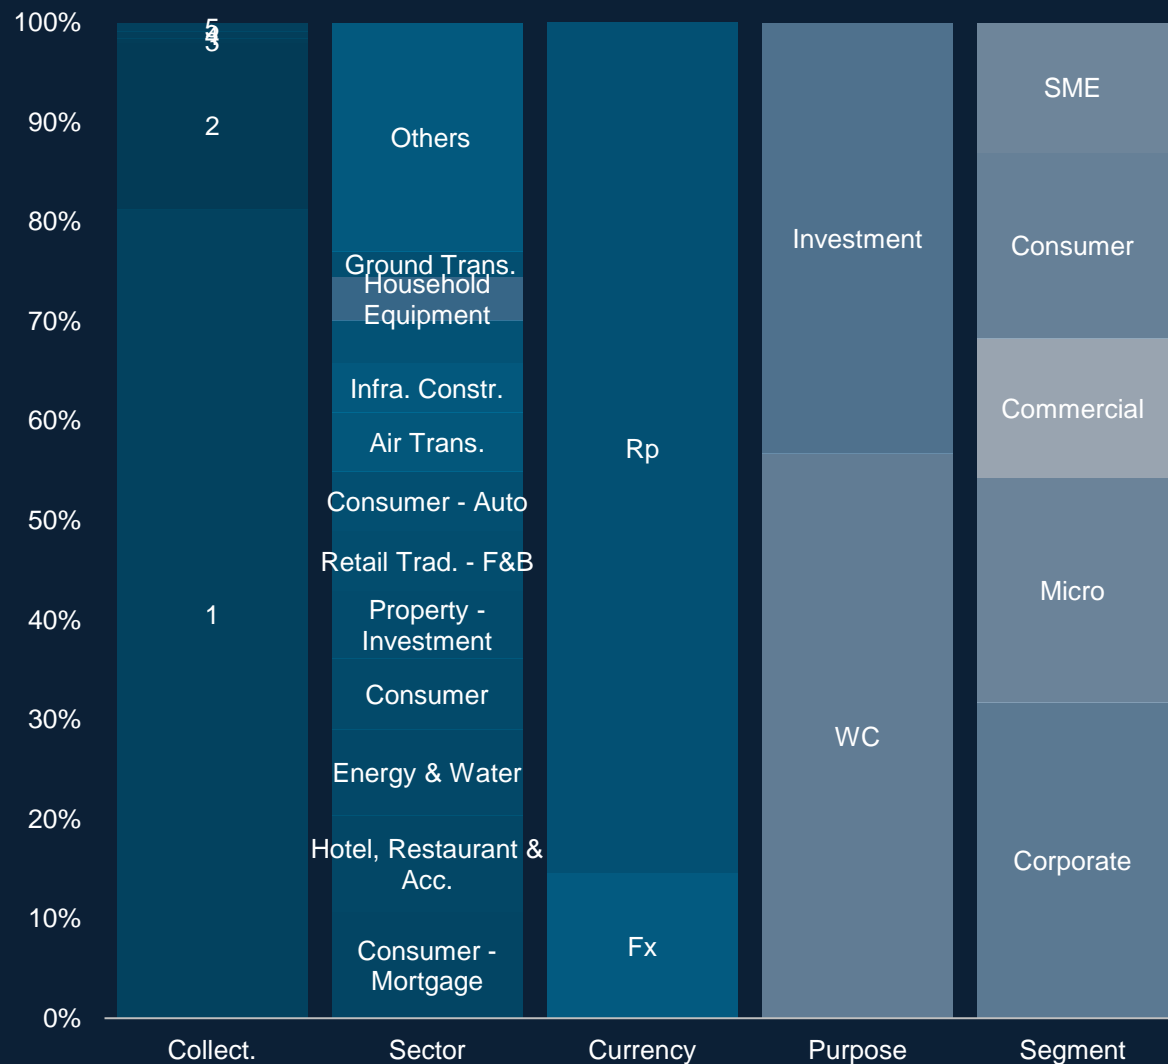 100%
90%
80%
70%
60%
50%
40%
30%
20%
10%
0%
5
3
2
1
Others
Ground Trans.
Household
Equipment
Infra. Constr.
Air Trans.
Consumer - Auto
Retail Trad. - F&B
Property -
Investment
Consumer
Energy & Water
Hotel, Restaurant &
Acc.
Consumer -
Mortgage
Rp
Fx
Investment
WC
SME
Consumer
Commercial
Micro
Corporate
Collect.
Sector
Currency
Purpose
Segment